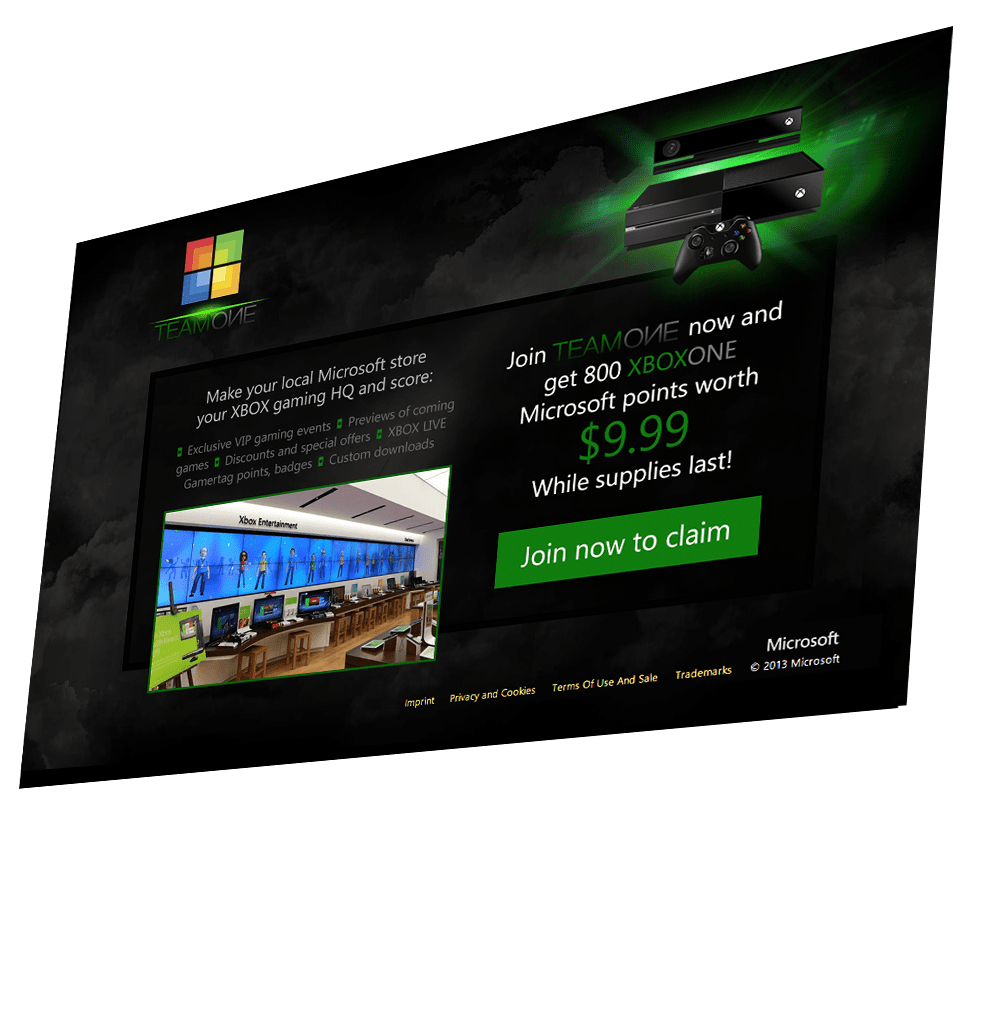 TEAMONE
Make your local Microsoft store
your XBOX gaming HQ and score:
Exclusive VIP gaming events Previews of coming
games Discounts and special offers XBOX LIVE
Gamertag points, badges Custom downloads
Xbox Entertainment
Join TEAMONE now and
get 800 XBOXONE
Microsoft points worth
$9.99
While supplies last!
Join now to claim
Imprint Privacy and Cookies Terms Of Use And Sale Trademarks
Microsoft
© 2013 Microsoft